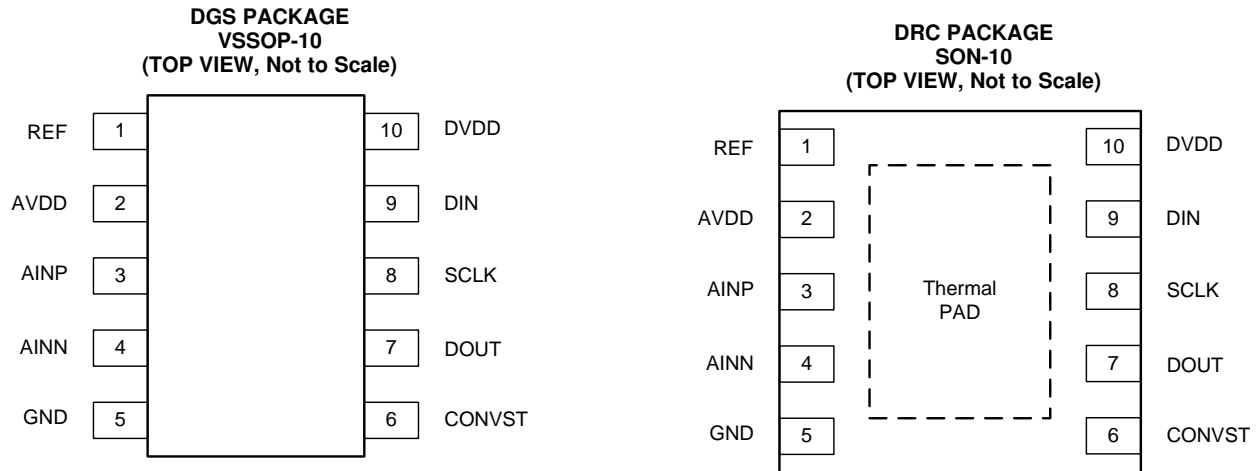 DGS PACKAGE
VSSOP-10
(TOP VIEW, Not to Scale)
REF 1 10 DVDD
AVDD 2 9 DIN
AINP 3 8 SCLK
AINN 4 7 DOUT
GND 5 6 CONVST
DRC PACKAGE
SON-10
(TOP VIEW, Not to Scale)
REF 1 10 DVDD
AVDD 2 9 DIN
AINP 3 Thermal 8 SCLK
PAD
AINN 4 7 DOUT
GND 5 6 CONVST